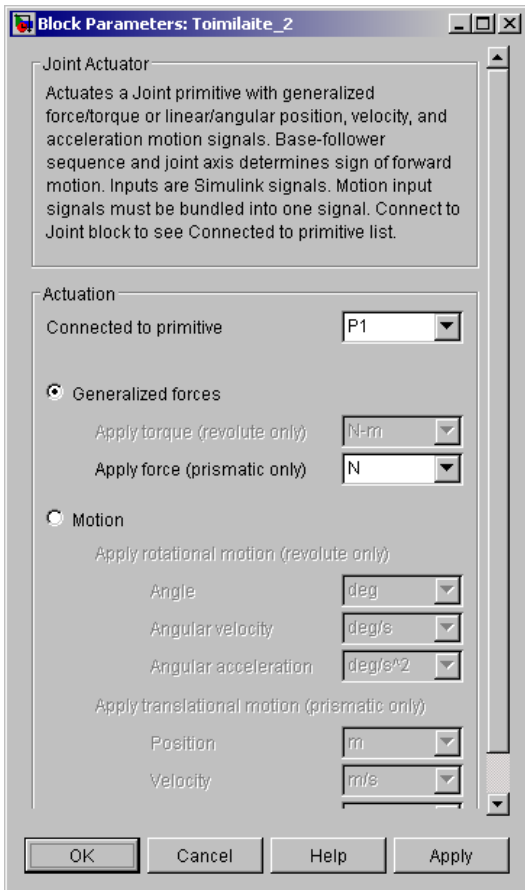 Block Parameters: Toimilaite_2
Joint Actuator
Actuates a Joint primitive with generalized
force/torque or linear/angular position, velocity, and
acceleration motion signals. Base-follower
sequence and joint axis determines sign of forward
motion. Inputs are Simulink signals. Motion input
signals must be bundled into one signal. Connect to
Joint block to see Connected to primitive list.
Actuation
Connected to primitive P1
Generalized forces
Apply torque (revolute only) N-m
Apply force (prismatic only) N
Motion
Apply rotational motion (revolute only)
Angle deg
Angular velocity deg/s
Angular acceleration deg/s^2
Apply translational motion (prismatic only)
Position m
Velocity m/s
OK Cancel Help Apply